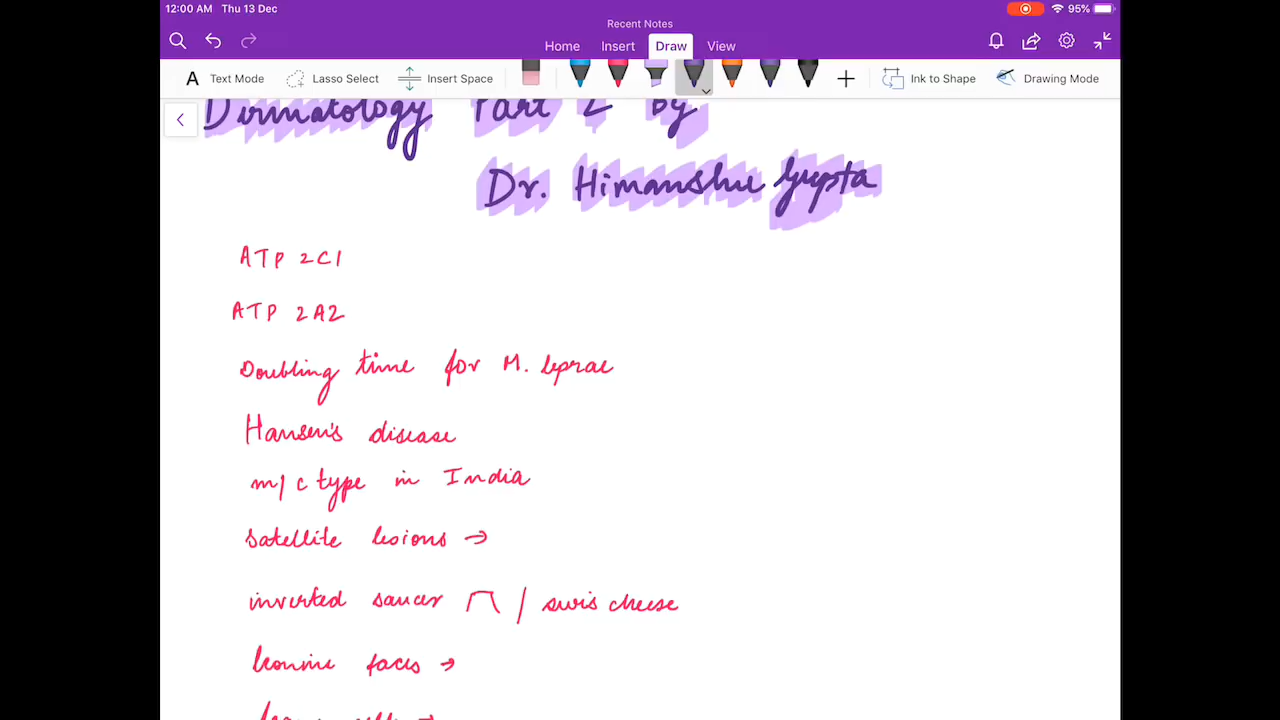 12:00 AM Thu 13 Dec
95%
Recent Notes
Home Insert Draw View
Text Mode Lasso Select Insert Space Ink to Shape Drawing Mode
Dermatology Part 2 by
Dr. Himanshu Gupta
ATP 2C1
ATP 2A2
Doubling time for M. leprae
Hansen's disease
m/c type in India
satellite lesions →
inverted saucer / swis cheese
leonine faces →